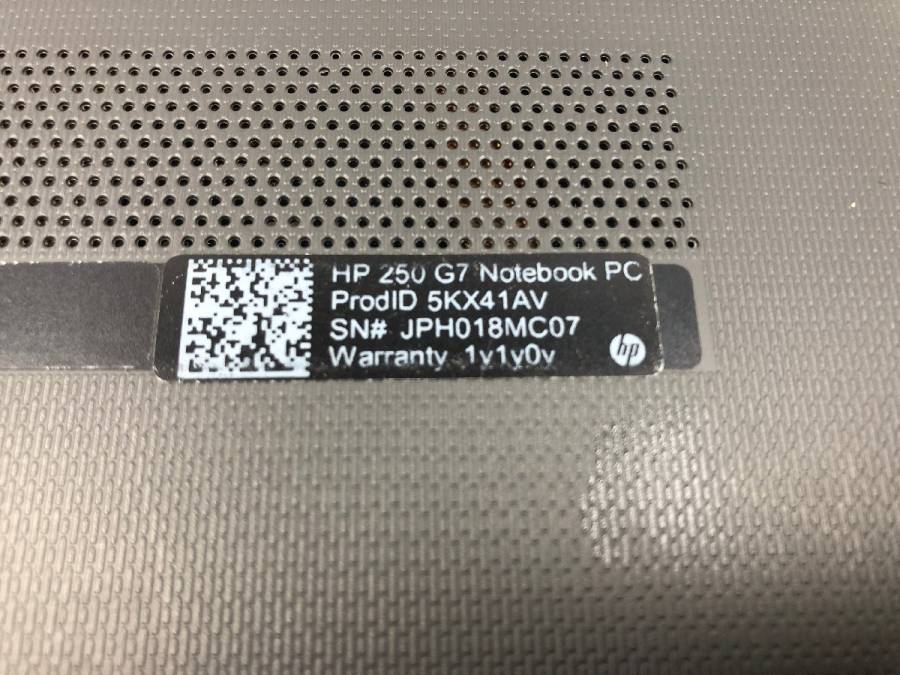 HP 250 G7 Notebook PC
ProdID 5KX41AV
SN# JPH018MC07
Warranty 1y1y0y
hp